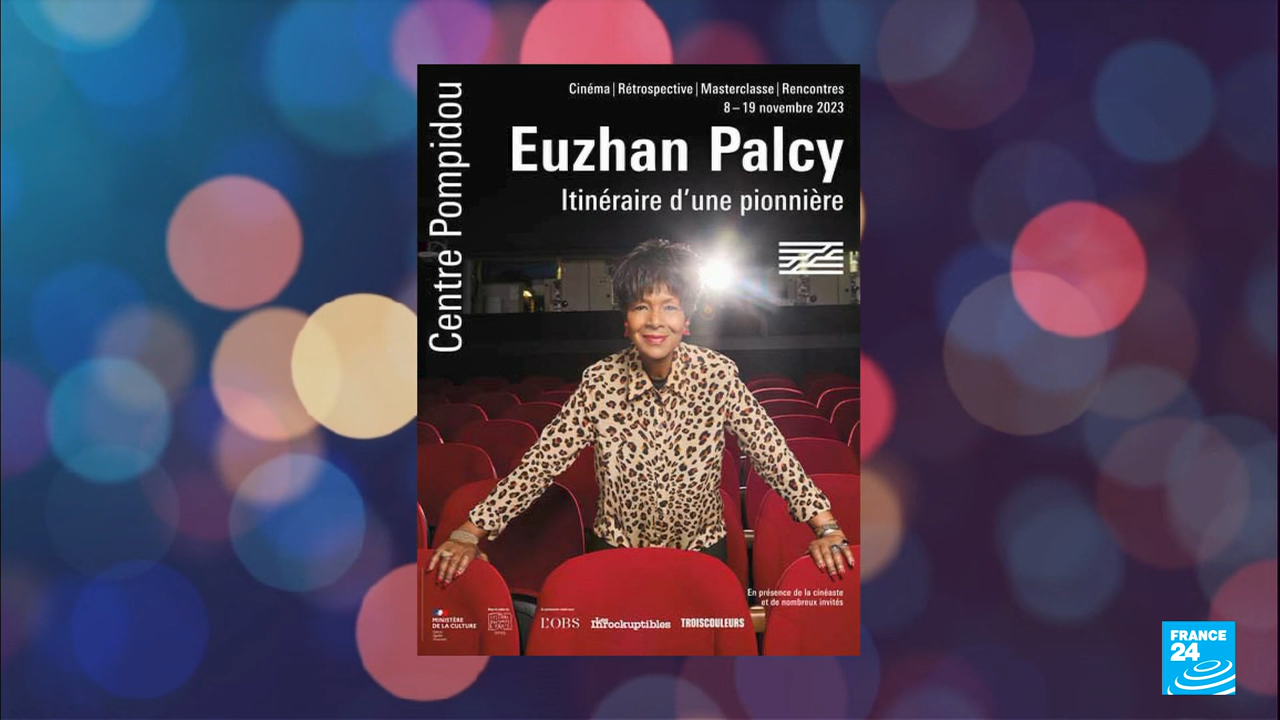 Centre Pompidou
Cinéma | Rétrospective | Masterclasse | Rencontres
8 – 19 novembre 2023
Euzhan Palcy
Itinéraire d'une pionnière
En présence de la cinéaste
et de nombreux invités
MINISTÈRE
DE LA CULTURE
L'OBS
les inrockuptibles
TROISCOULEURS
FRANCE
24